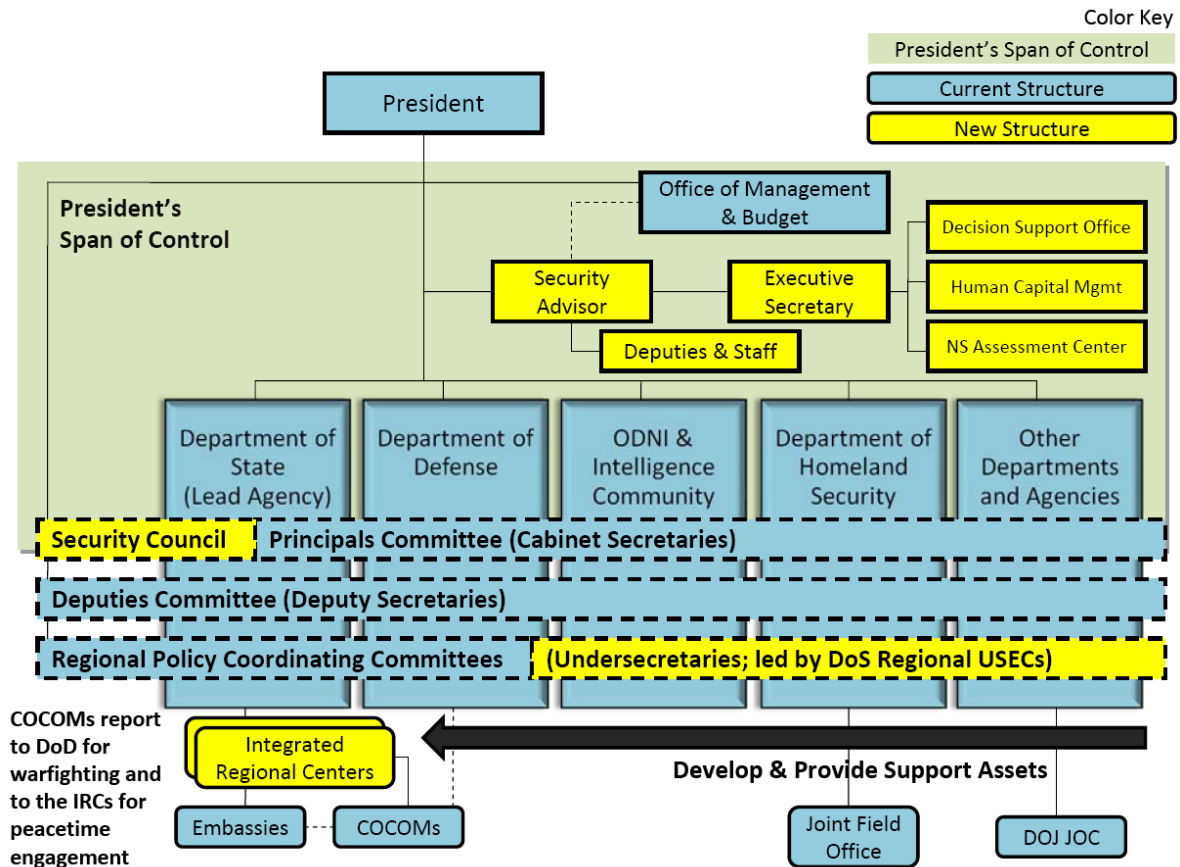 Color Key
President's Span of Control
Current Structure
New Structure
President
President's
Span of Control
Office of Management
& Budget
Security
Advisor
Executive
Secretary
Deputies & Staff
Decision Support Office
Human Capital Mgmt
NS Assessment Center
Department of
State
(Lead Agency)
Department of
Defense
ODNI &
Intelligence
Community
Department of
Homeland
Security
Other
Departments
and Agencies
Security Council
Principals Committee (Cabinet Secretaries)
Deputies Committee (Deputy Secretaries)
Regional Policy Coordinating Committees
(Undersecretaries; led by DoS Regional USECs)
COCOMs report
to DoD for
warfighting and
to the IRCs for
peacetime
engagement
Integrated
Regional Centers
Develop & Provide Support Assets
Embassies
COCOMs
Joint Field
Office
DOJ JOC